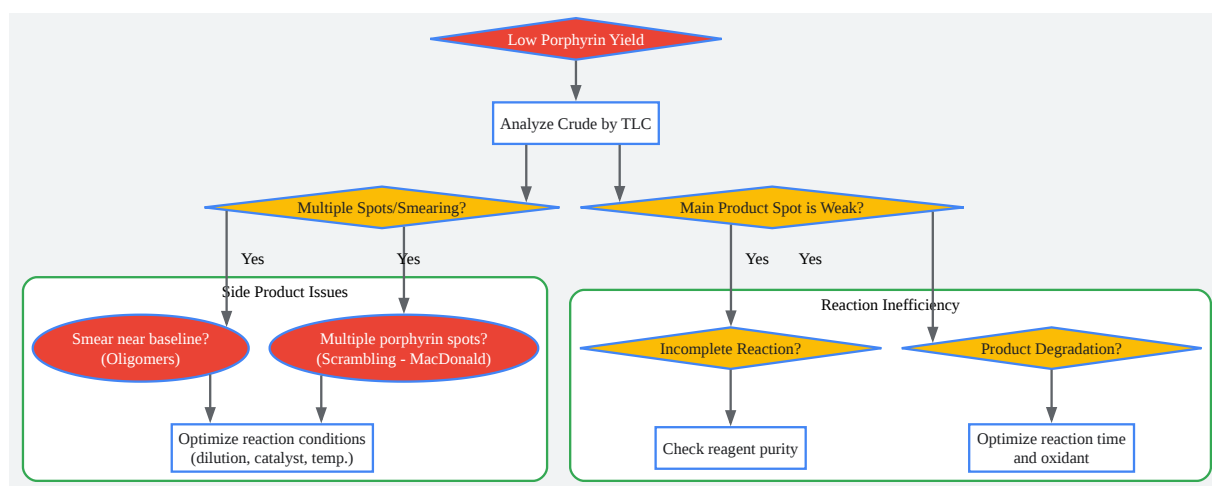 Low Porphyrin Yield
Analyze Crude by TLC
Multiple Spots/Smearing?
Main Product Spot is Weak?
Yes
Yes
Yes
Yes
Side Product Issues
Reaction Inefficiency
Smear near baseline?
(Oligomers)
Multiple porphyrin spots?
(Scrambling - MacDonald)
Incomplete Reaction?
Product Degradation?
Optimize reaction conditions
(dilution, catalyst, temp.)
Check reagent purity
Optimize reaction time
and oxidant